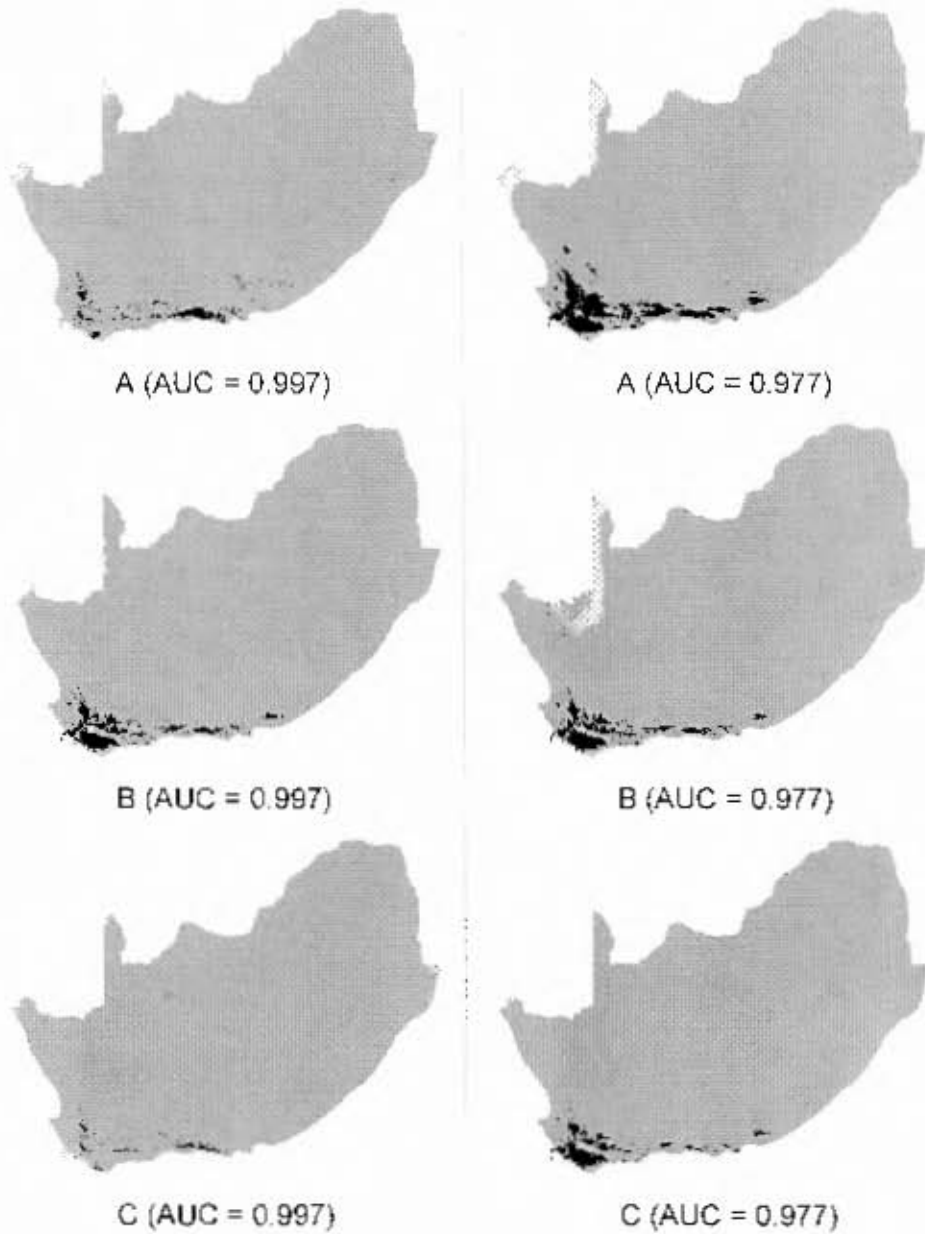 A (AUC = 0.997)
A (AUC = 0.977)
B (AUC = 0.997)
B (AUC = 0.977)
C (AUC = 0.997)
C (AUC = 0.977)